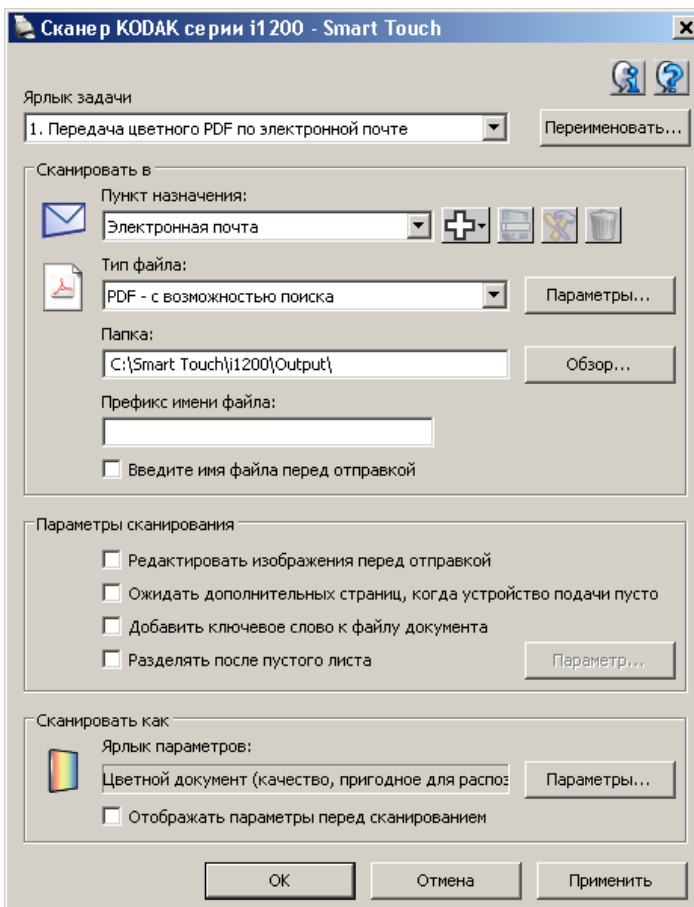 Сканер KODAK серии i1200 - Smart Touch
Ярлык задачи
1. Передача цветного PDF по электронной почте
Переименовать...
Сканировать в
Пункт назначения:
Электронная почта
Тип файла:
PDF - с возможностью поиска
Параметры...
Папка:
C:\Smart Touch\i1200\Output\
Обзор...
Префикс имени файла:
Введите имя файла перед отправкой
Параметры сканирования
Редактировать изображения перед отправкой
Ожидать дополнительных страниц, когда устройство подачи пусто
Добавить ключевое слово к файлу документа
Разделять после пустого листа
Параметр...
Сканировать как
Ярлык параметров:
Цветной документ (качество, пригодное для распоз
Параметры...
Отображать параметры перед сканированием
OK
Отмена
Применить